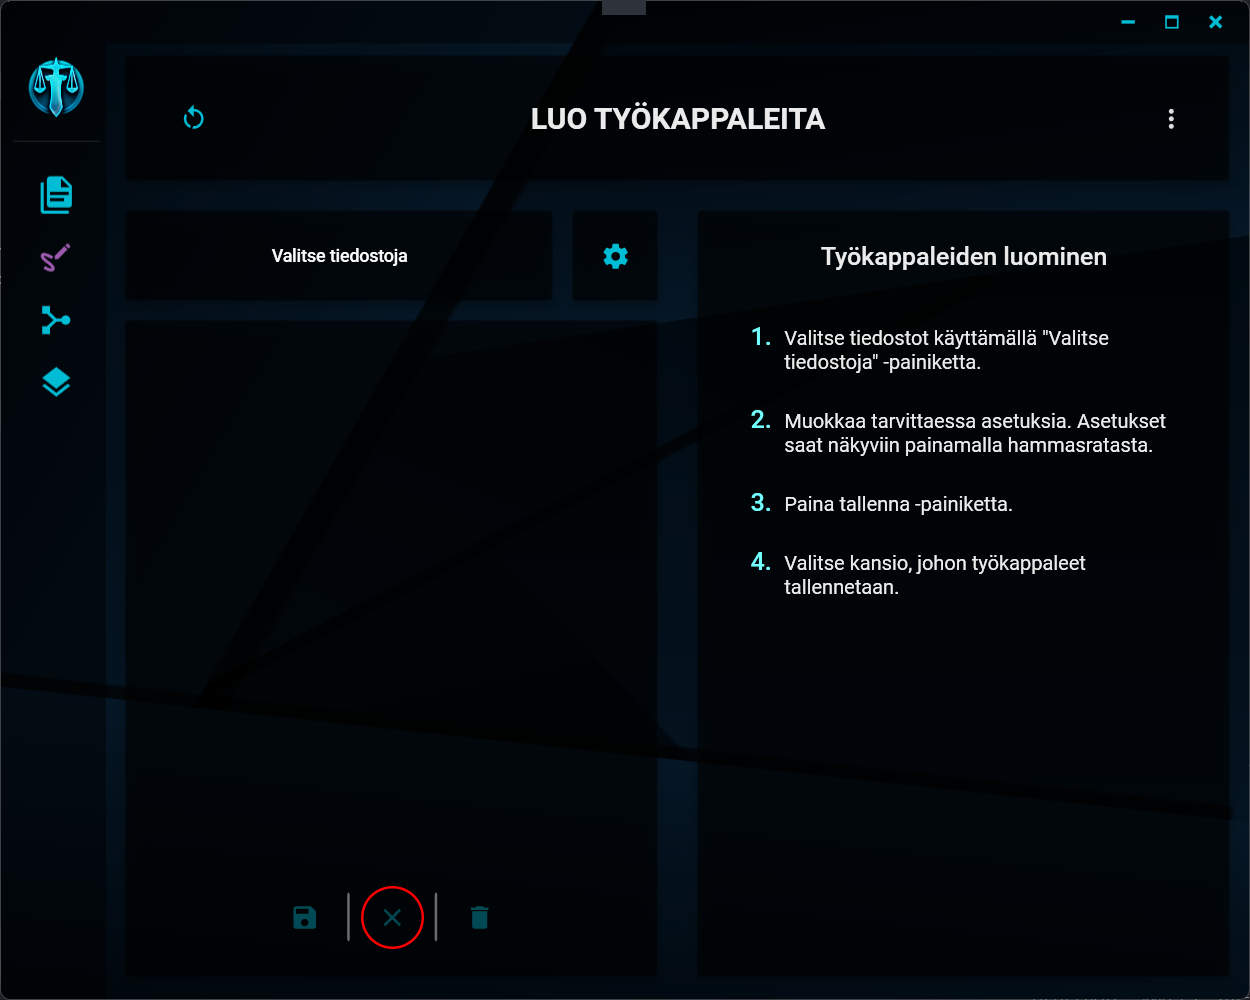 LUO TYÖKAPPALEITA
Valitse tiedostoja
Työkappaleiden luominen
1. Valitse tiedostot käyttämällä "Valitse
tiedostoja" -painiketta.
2. Muokkaa tarvittaessa asetuksia. Asetukset
saat näkyviin painamalla hammasratasta.
3. Paina tallenna -painiketta.
4. Valitse kansio, johon työkappaleet
tallennetaan.